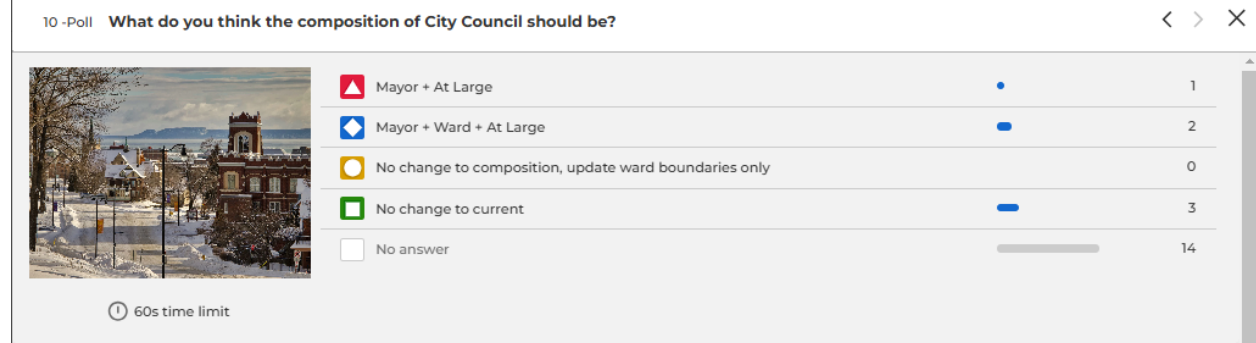 10 -Poll What do you think the composition of City Council should be?
Mayor + At Large 1
Mayor + Ward + At Large 2
No change to composition, update ward boundaries only 0
No change to current 3
No answer 14
60s time limit